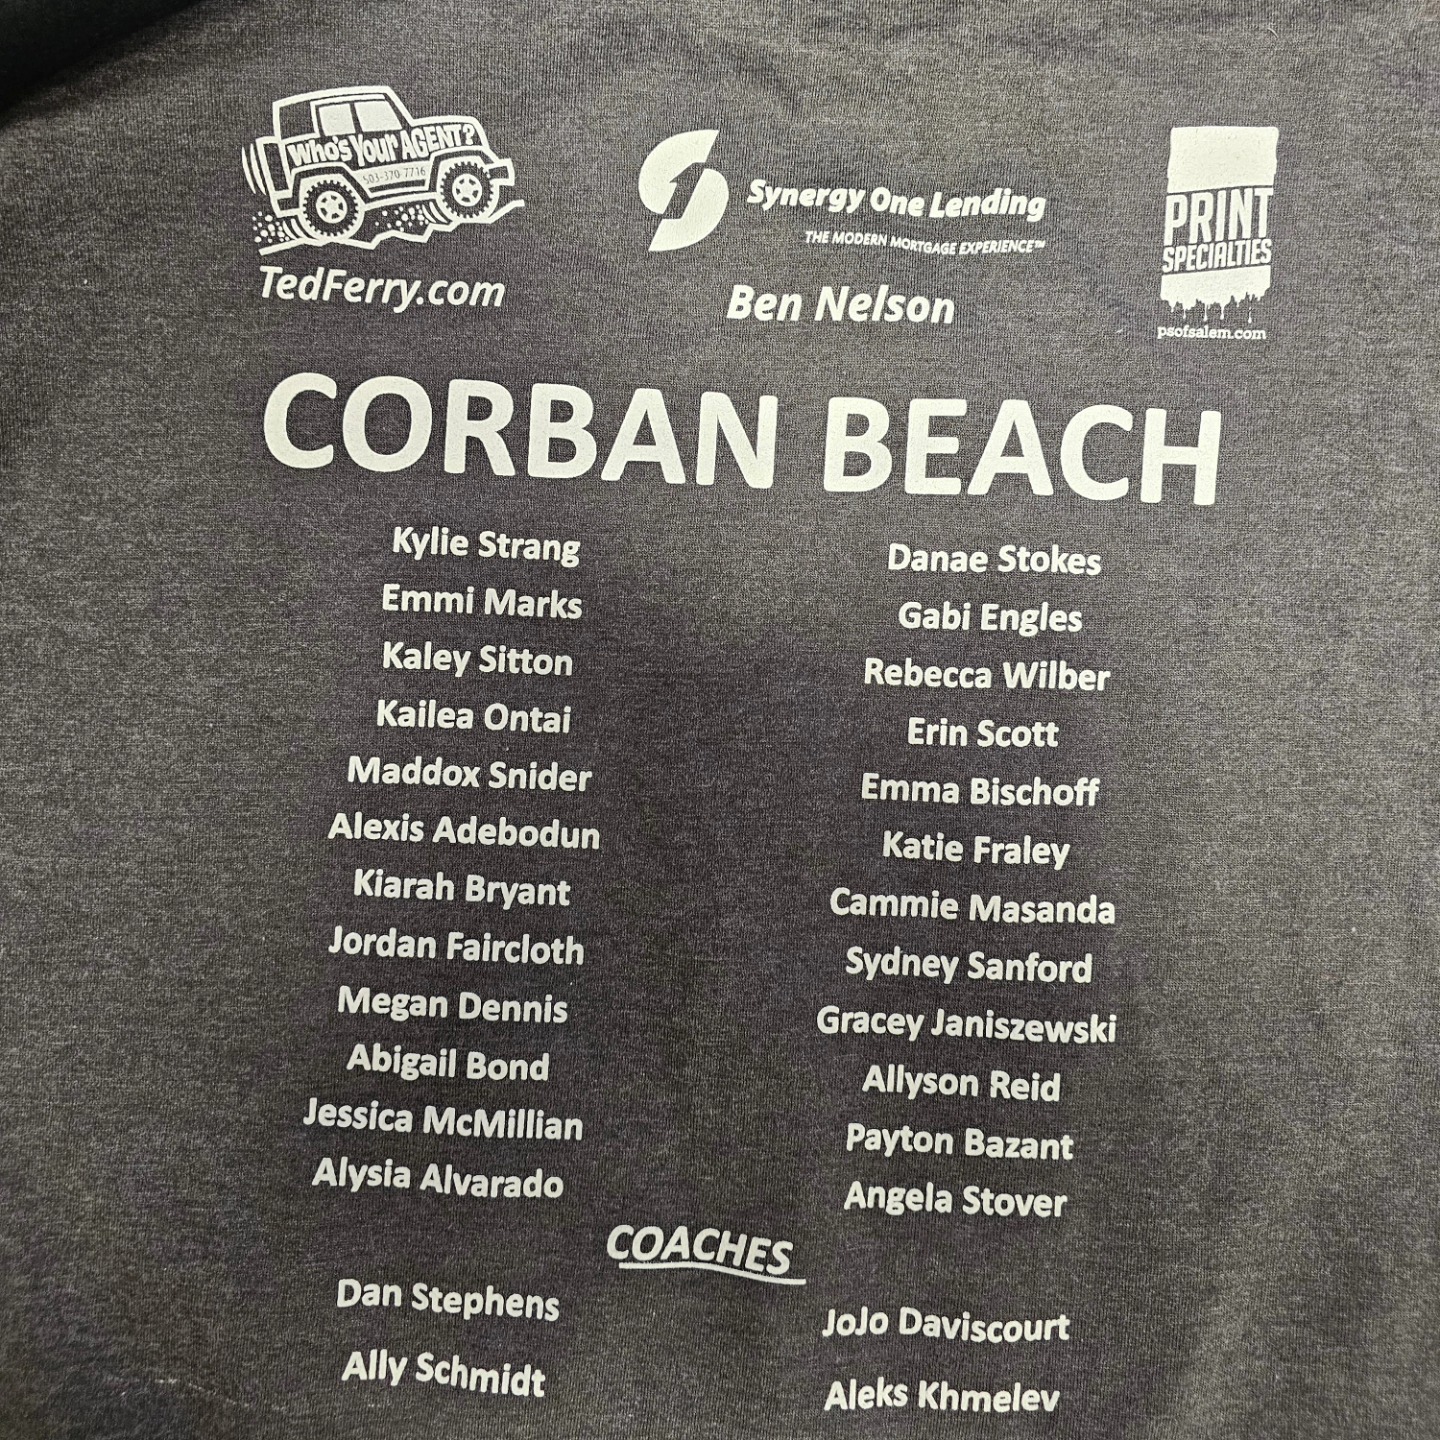 Who's Your AGENT?
503-370-7716
TedFerry.com
Synergy One Lending
THE MODERN MORTGAGE EXPERIENCE™
Ben Nelson
PRINT
SPECIALTIES
psofsalem.com
CORBAN BEACH
Kylie Strang
Emmi Marks
Kaley Sitton
Kailea Ontai
Maddox Snider
Alexis Adebodun
Kiarah Bryant
Jordan Faircloth
Megan Dennis
Abigail Bond
Jessica McMillian
Alysia Alvarado
Danae Stokes
Gabi Engles
Rebecca Wilber
Erin Scott
Emma Bischoff
Katie Fraley
Cammie Masanda
Sydney Sanford
Gracey Janiszewski
Allyson Reid
Payton Bazant
Angela Stover
COACHES
Dan Stephens
Ally Schmidt
JoJo Daviscourt
Aleks Khmelev